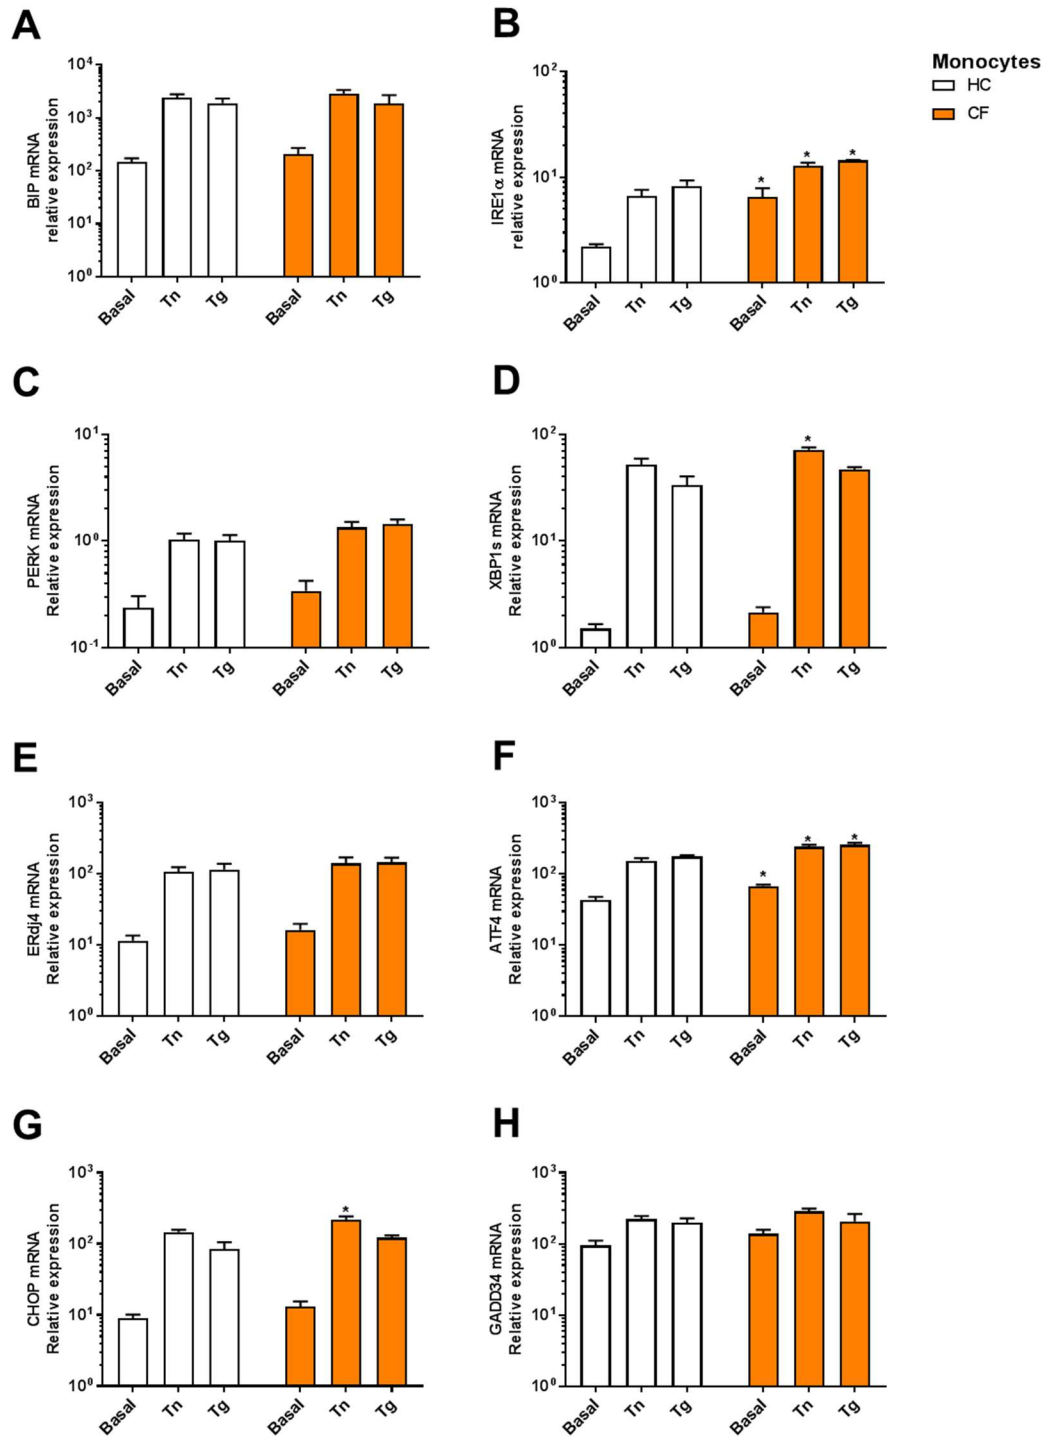 A
BIP mRNA
relative expression
10⁴
10³
10²
10¹
10⁰
Basal
Tn
Tg
Basal
Tn
Tg
B
IRE1α mRNA
relative expression
10²
10¹
10⁰
*
*
*
Basal
Tn
Tg
Basal
Tn
Tg
Monocytes
HC
CF
C
PERK mRNA
Relative expression
10¹
10⁰
10⁻¹
Basal
Tn
Tg
Basal
Tn
Tg
D
XBP1s mRNA
Relative expression
10²
10¹
10⁰
*
Basal
Tn
Tg
Basal
Tn
Tg
E
ERdj4 mRNA
Relative expression
10³
10²
10¹
10⁰
Basal
Tn
Tg
Basal
Tn
Tg
F
ATF4 mRNA
Relative expression
10³
10²
10¹
10⁰
*
*
*
Basal
Tn
Tg
Basal
Tn
Tg
G
CHOP mRNA
Relative expression
10³
10²
10¹
10⁰
*
Basal
Tn
Tg
Basal
Tn
Tg
H
GADD34 mRNA
Relative expression
10³
10²
10¹
10⁰
Basal
Tn
Tg
Basal
Tn
Tg